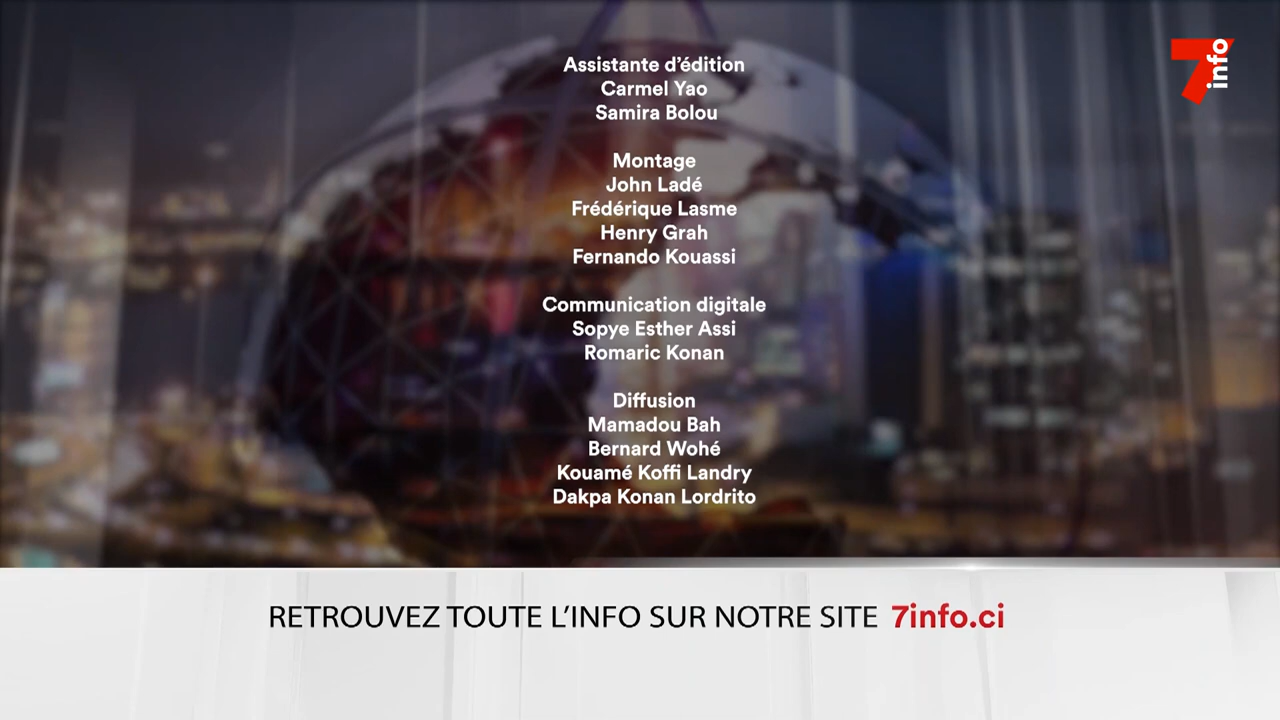 Assistante d'édition
Carmel Yao
Samira Bolou
Montage
John Ladé
Frédérique Lasme
Henry Grah
Fernando Kouassi
Communication digitale
Sopye Esther Assi
Romaric Konan
Diffusion
Mamadou Bah
Bernard Wohé
Kouamé Koffi Landry
Dakpa Konan Lordrito
7info
RETROUVEZ TOUTE L'INFO SUR NOTRE SITE 7info.ci